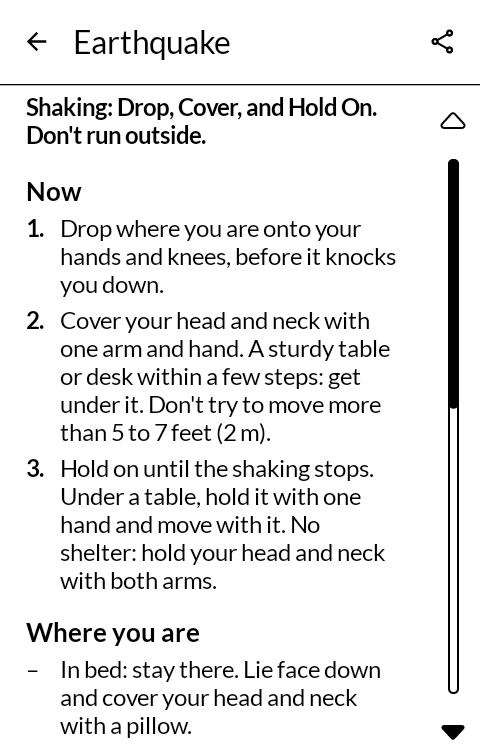 Earthquake
Shaking: Drop, Cover, and Hold On.
Don't run outside.
Now
1. Drop where you are onto your
hands and knees, before it knocks
you down.
2. Cover your head and neck with
one arm and hand. A sturdy table
or desk within a few steps: get
under it. Don't try to move more
than 5 to 7 feet (2 m).
3. Hold on until the shaking stops.
Under a table, hold it with one
hand and move with it. No
shelter: hold your head and neck
with both arms.
Where you are
– In bed: stay there. Lie face down
and cover your head and neck
with a pillow.